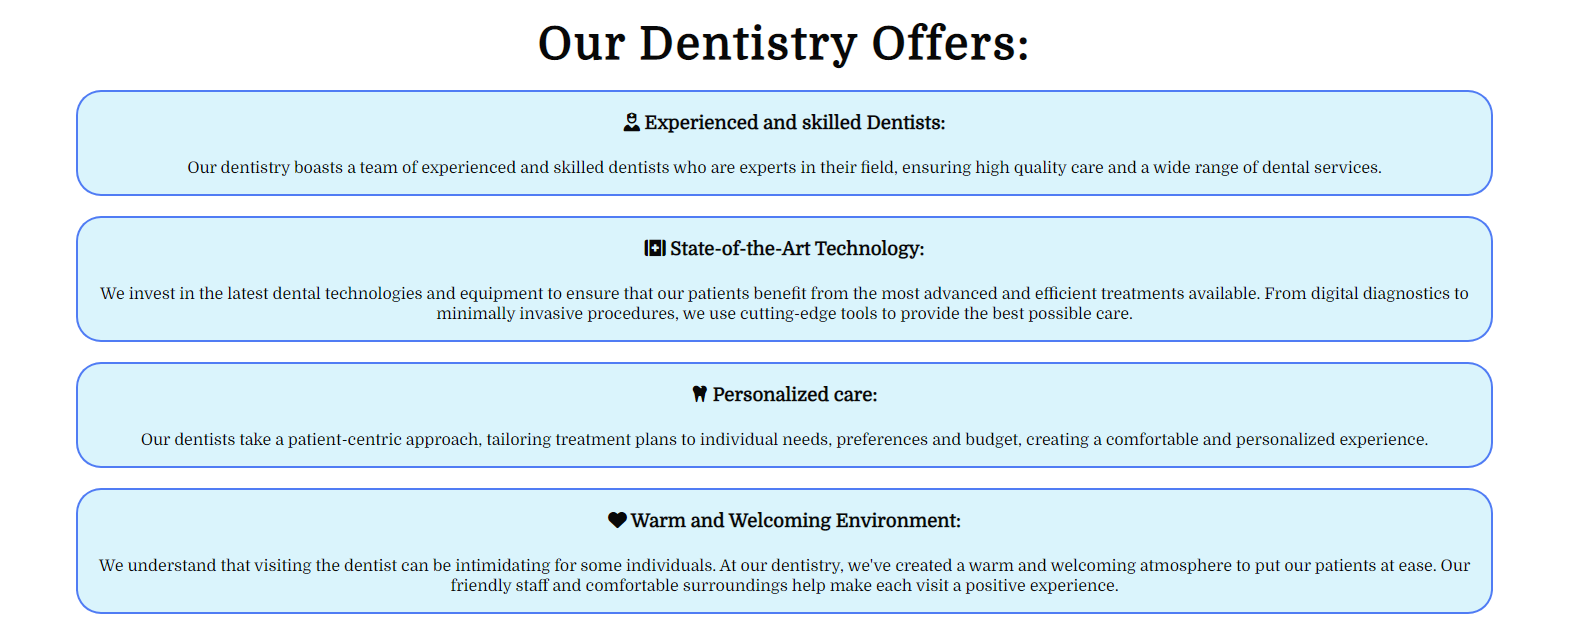 Our Dentistry Offers:
Experienced and skilled Dentists:
Our dentistry boasts a team of experienced and skilled dentists who are experts in their field, ensuring high quality care and a wide range of dental services.
State-of-the-Art Technology:
We invest in the latest dental technologies and equipment to ensure that our patients benefit from the most advanced and efficient treatments available. From digital diagnostics to
minimally invasive procedures, we use cutting-edge tools to provide the best possible care.
Personalized care:
Our dentists take a patient-centric approach, tailoring treatment plans to individual needs, preferences and budget, creating a comfortable and personalized experience.
Warm and Welcoming Environment:
We understand that visiting the dentist can be intimidating for some individuals. At our dentistry, we've created a warm and welcoming atmosphere to put our patients at ease. Our
friendly staff and comfortable surroundings help make each visit a positive experience.